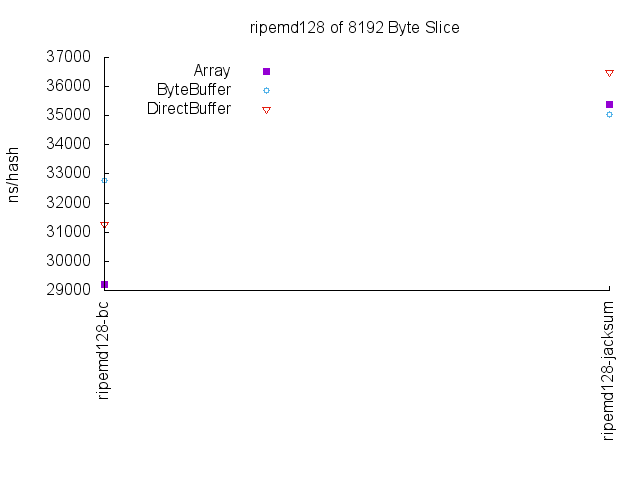 ripemd128 of 8192 Byte Slice
37000
36000
35000
34000
33000
32000
31000
30000
29000
ns/hash
Array
ByteBuffer
DirectBuffer
ripemd128-bc
ripemd128-jacksum